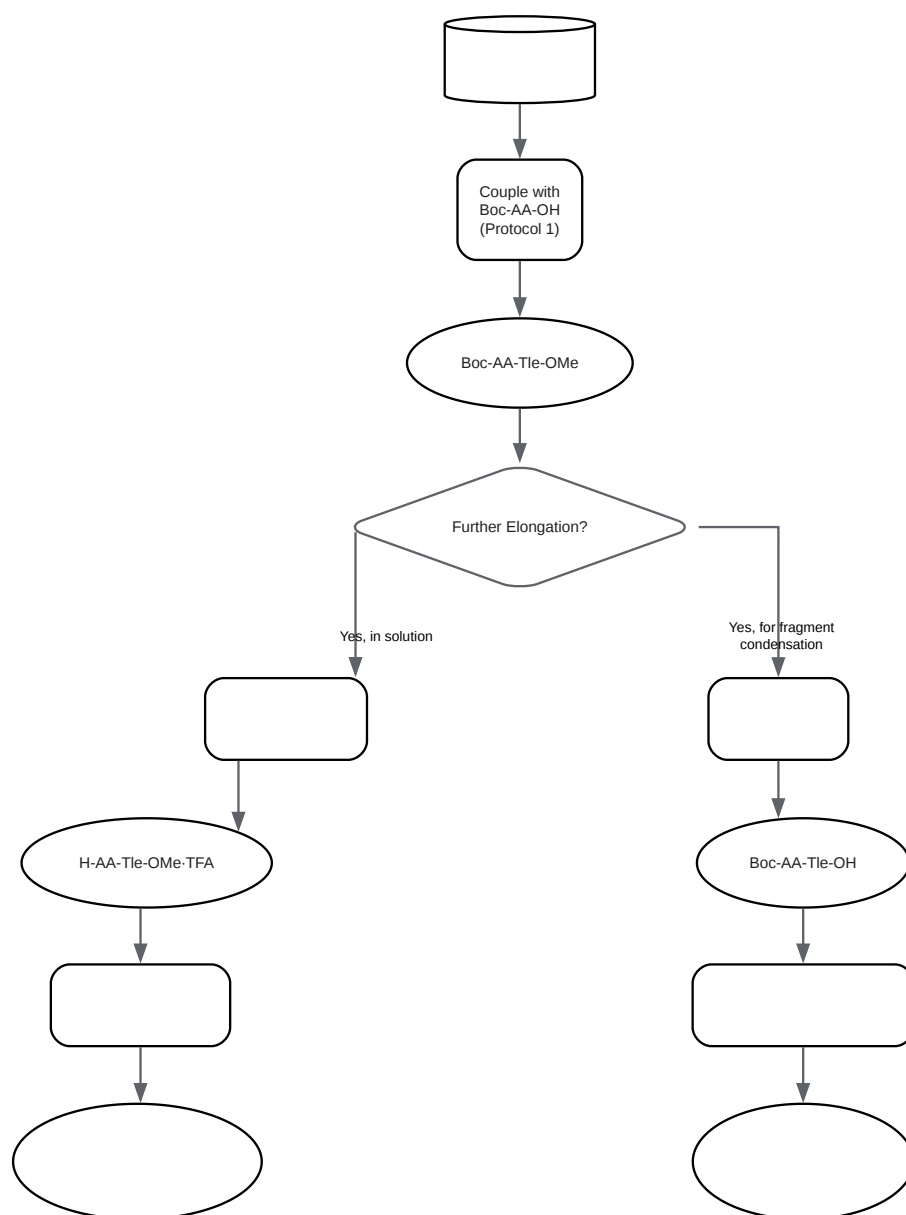 Couple with
Boc-AA-OH
(Protocol 1)
Boc-AA-Tle-OMe
Further Elongation?
Yes, in solution
Yes, for fragment
condensation
H-AA-Tle-OMe·TFA
Boc-AA-Tle-OH